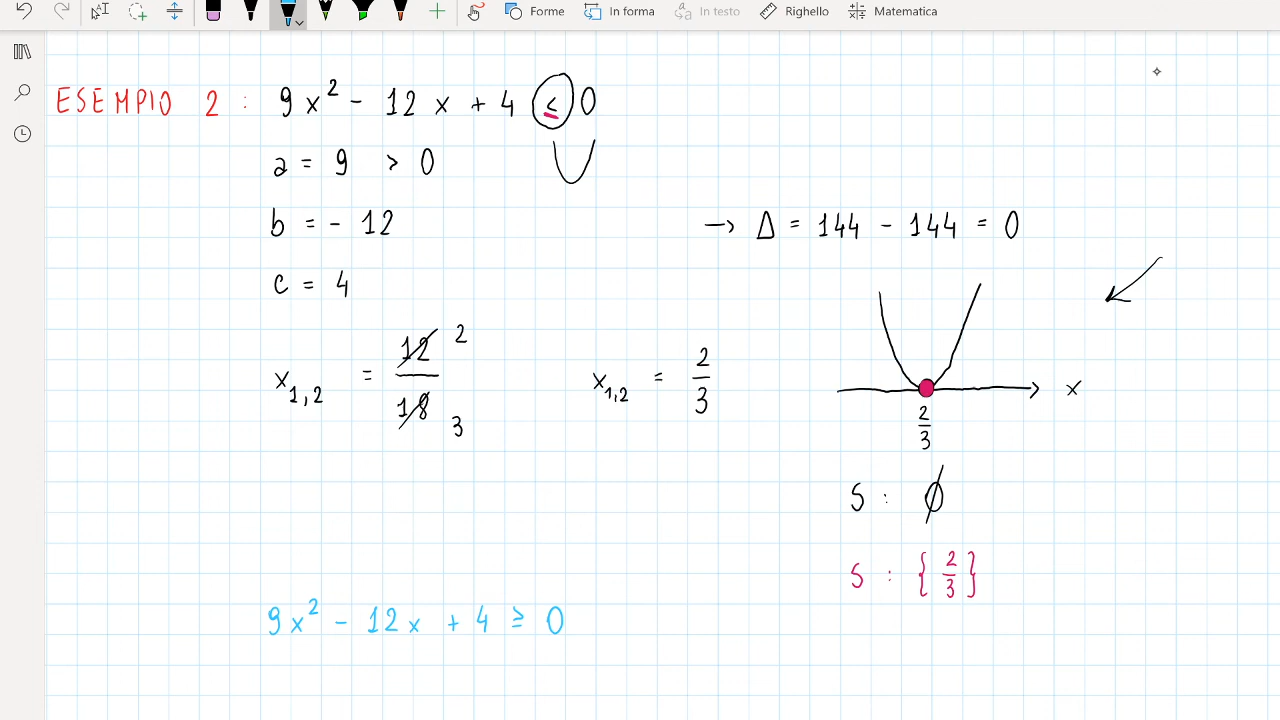 Forme In forma In testo Righello Matematica
ESEMPIO 2 : 9x² - 12x + 4 ≤ 0
a = 9 > 0
b = - 12
→ Δ = 144 - 144 = 0
c = 4
x₁,₂ = 12/18 2/3
x₁,₂ = 2/3
x
2/3
S : ∅
S : { 2/3 }
9x² - 12x + 4 ≥ 0